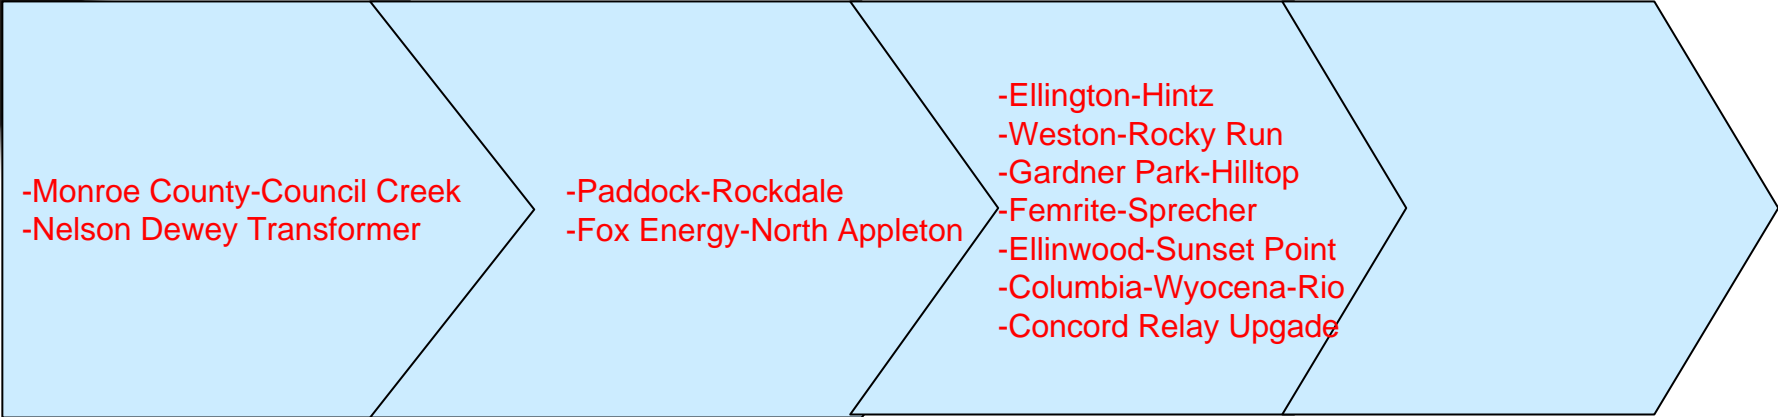 -Monroe County-Council Creek
-Nelson Dewey Transformer
-Paddock-Rockdale
-Fox Energy-North Appleton
-Ellington-Hintz
-Weston-Rocky Run
-Gardner Park-Hilltop
-Femrite-Sprecher
-Ellinwood-Sunset Point
-Columbia-Wyocena-Rio
-Concord Relay Upgade